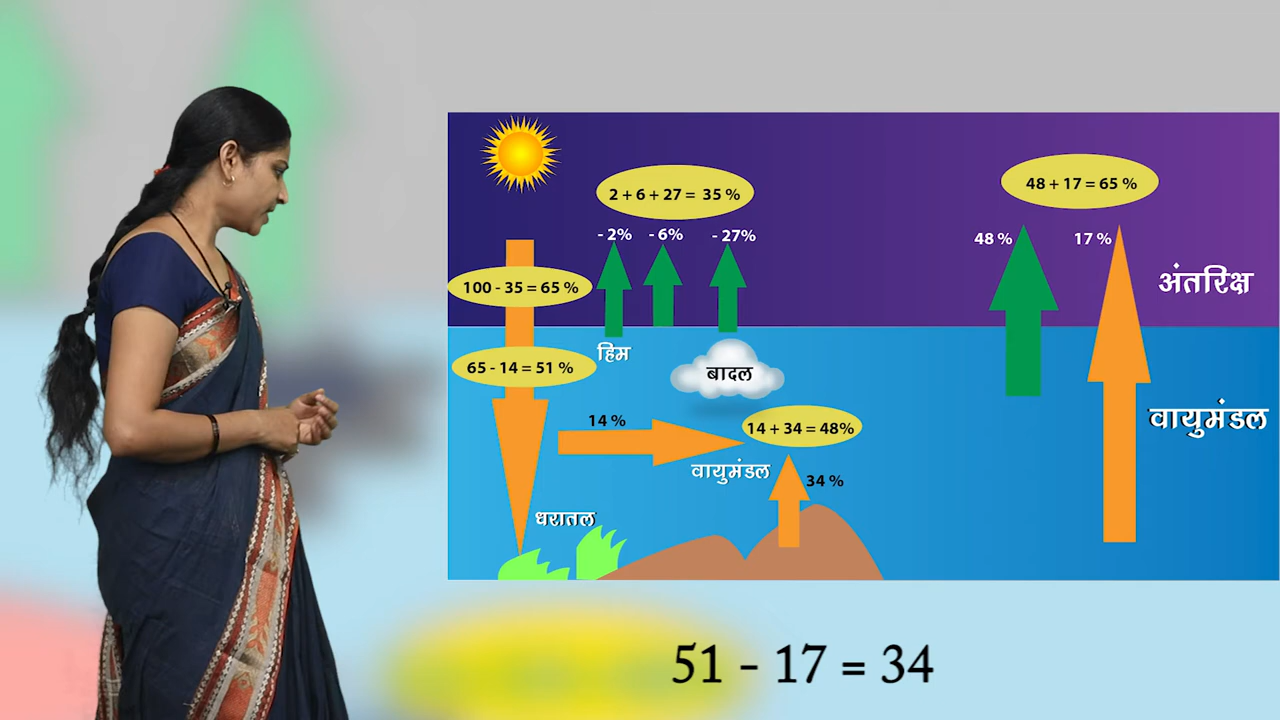 2 + 6 + 27 = 35 %
48 + 17 = 65 %
- 2%
- 6%
- 27%
48 %
17 %
100 - 35 = 65 %
अंतरिक्ष
हिम
65 - 14 = 51 %
बादल
14 %
14 + 34 = 48%
वायुमंडल
वायुमंडल
34 %
धरातल
51 - 17 = 34